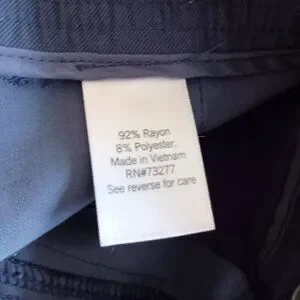 92% Rayon
8% Polyester.
Made in Vietnam
RN#73277
See reverse for care